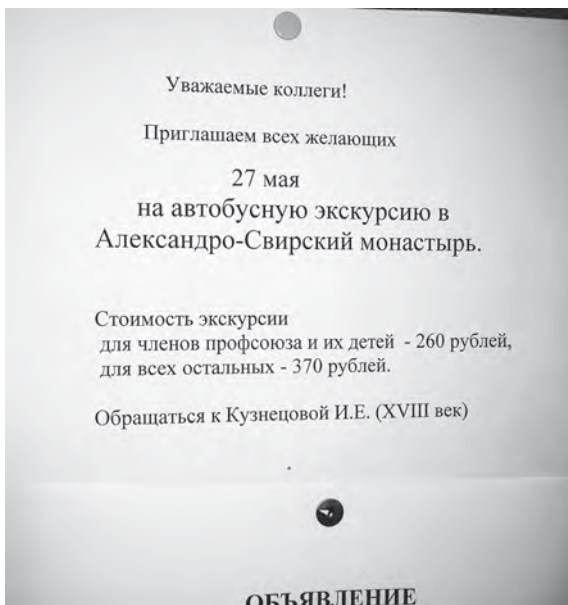 Уважаемые коллеги!
Приглашаем всех желающих
27 мая
на автобусную экскурсию в
Александро-Свирский монастырь.
Стоимость экскурсии
для членов профсоюза и их детей - 260 рублей,
для всех остальных - 370 рублей.
Обращаться к Кузнецовой И.Е. (XVIII век)
ОБЪЯВЛЕНИЕ